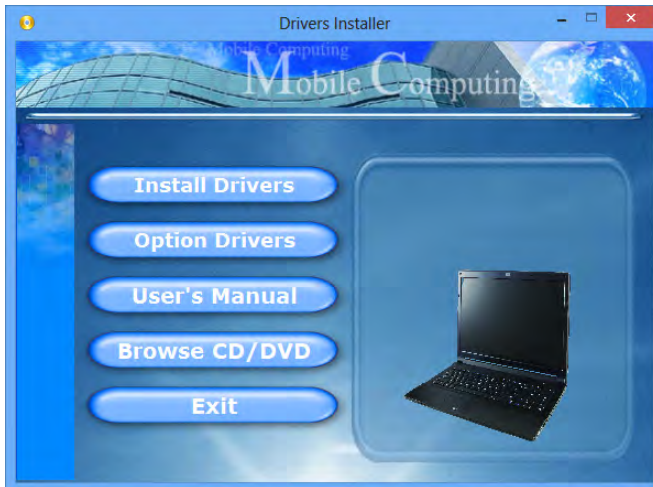 Drivers Installer
Mobile Computing
Mobile Computing
Install Drivers
Option Drivers
User's Manual
Browse CD/DVD
Exit